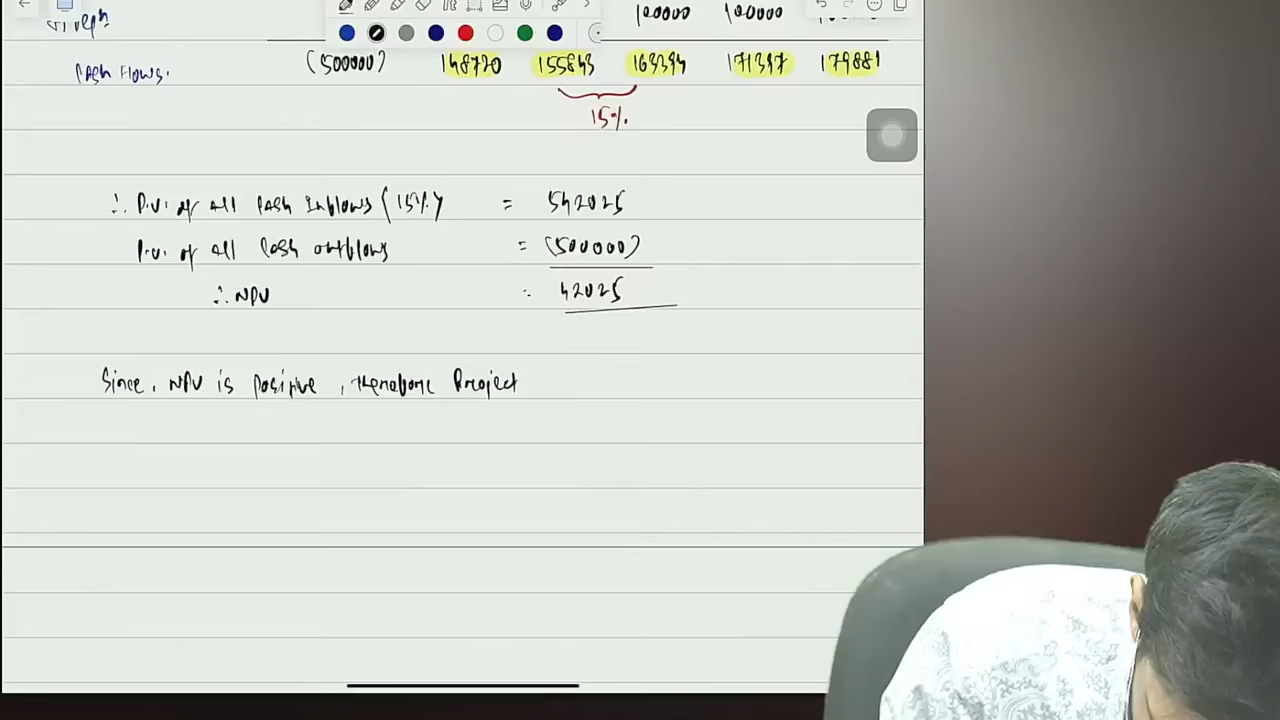 100000 100000
Cash Flows. (500000) 148720 155843 163394 171397 179881
15%
∴ P.V. of all Cash Inflows (15%) = 542025
P.V. of all Cash outflows = (500000)
∴ NPV = 42025
Since, NPV is positive, therefore Project